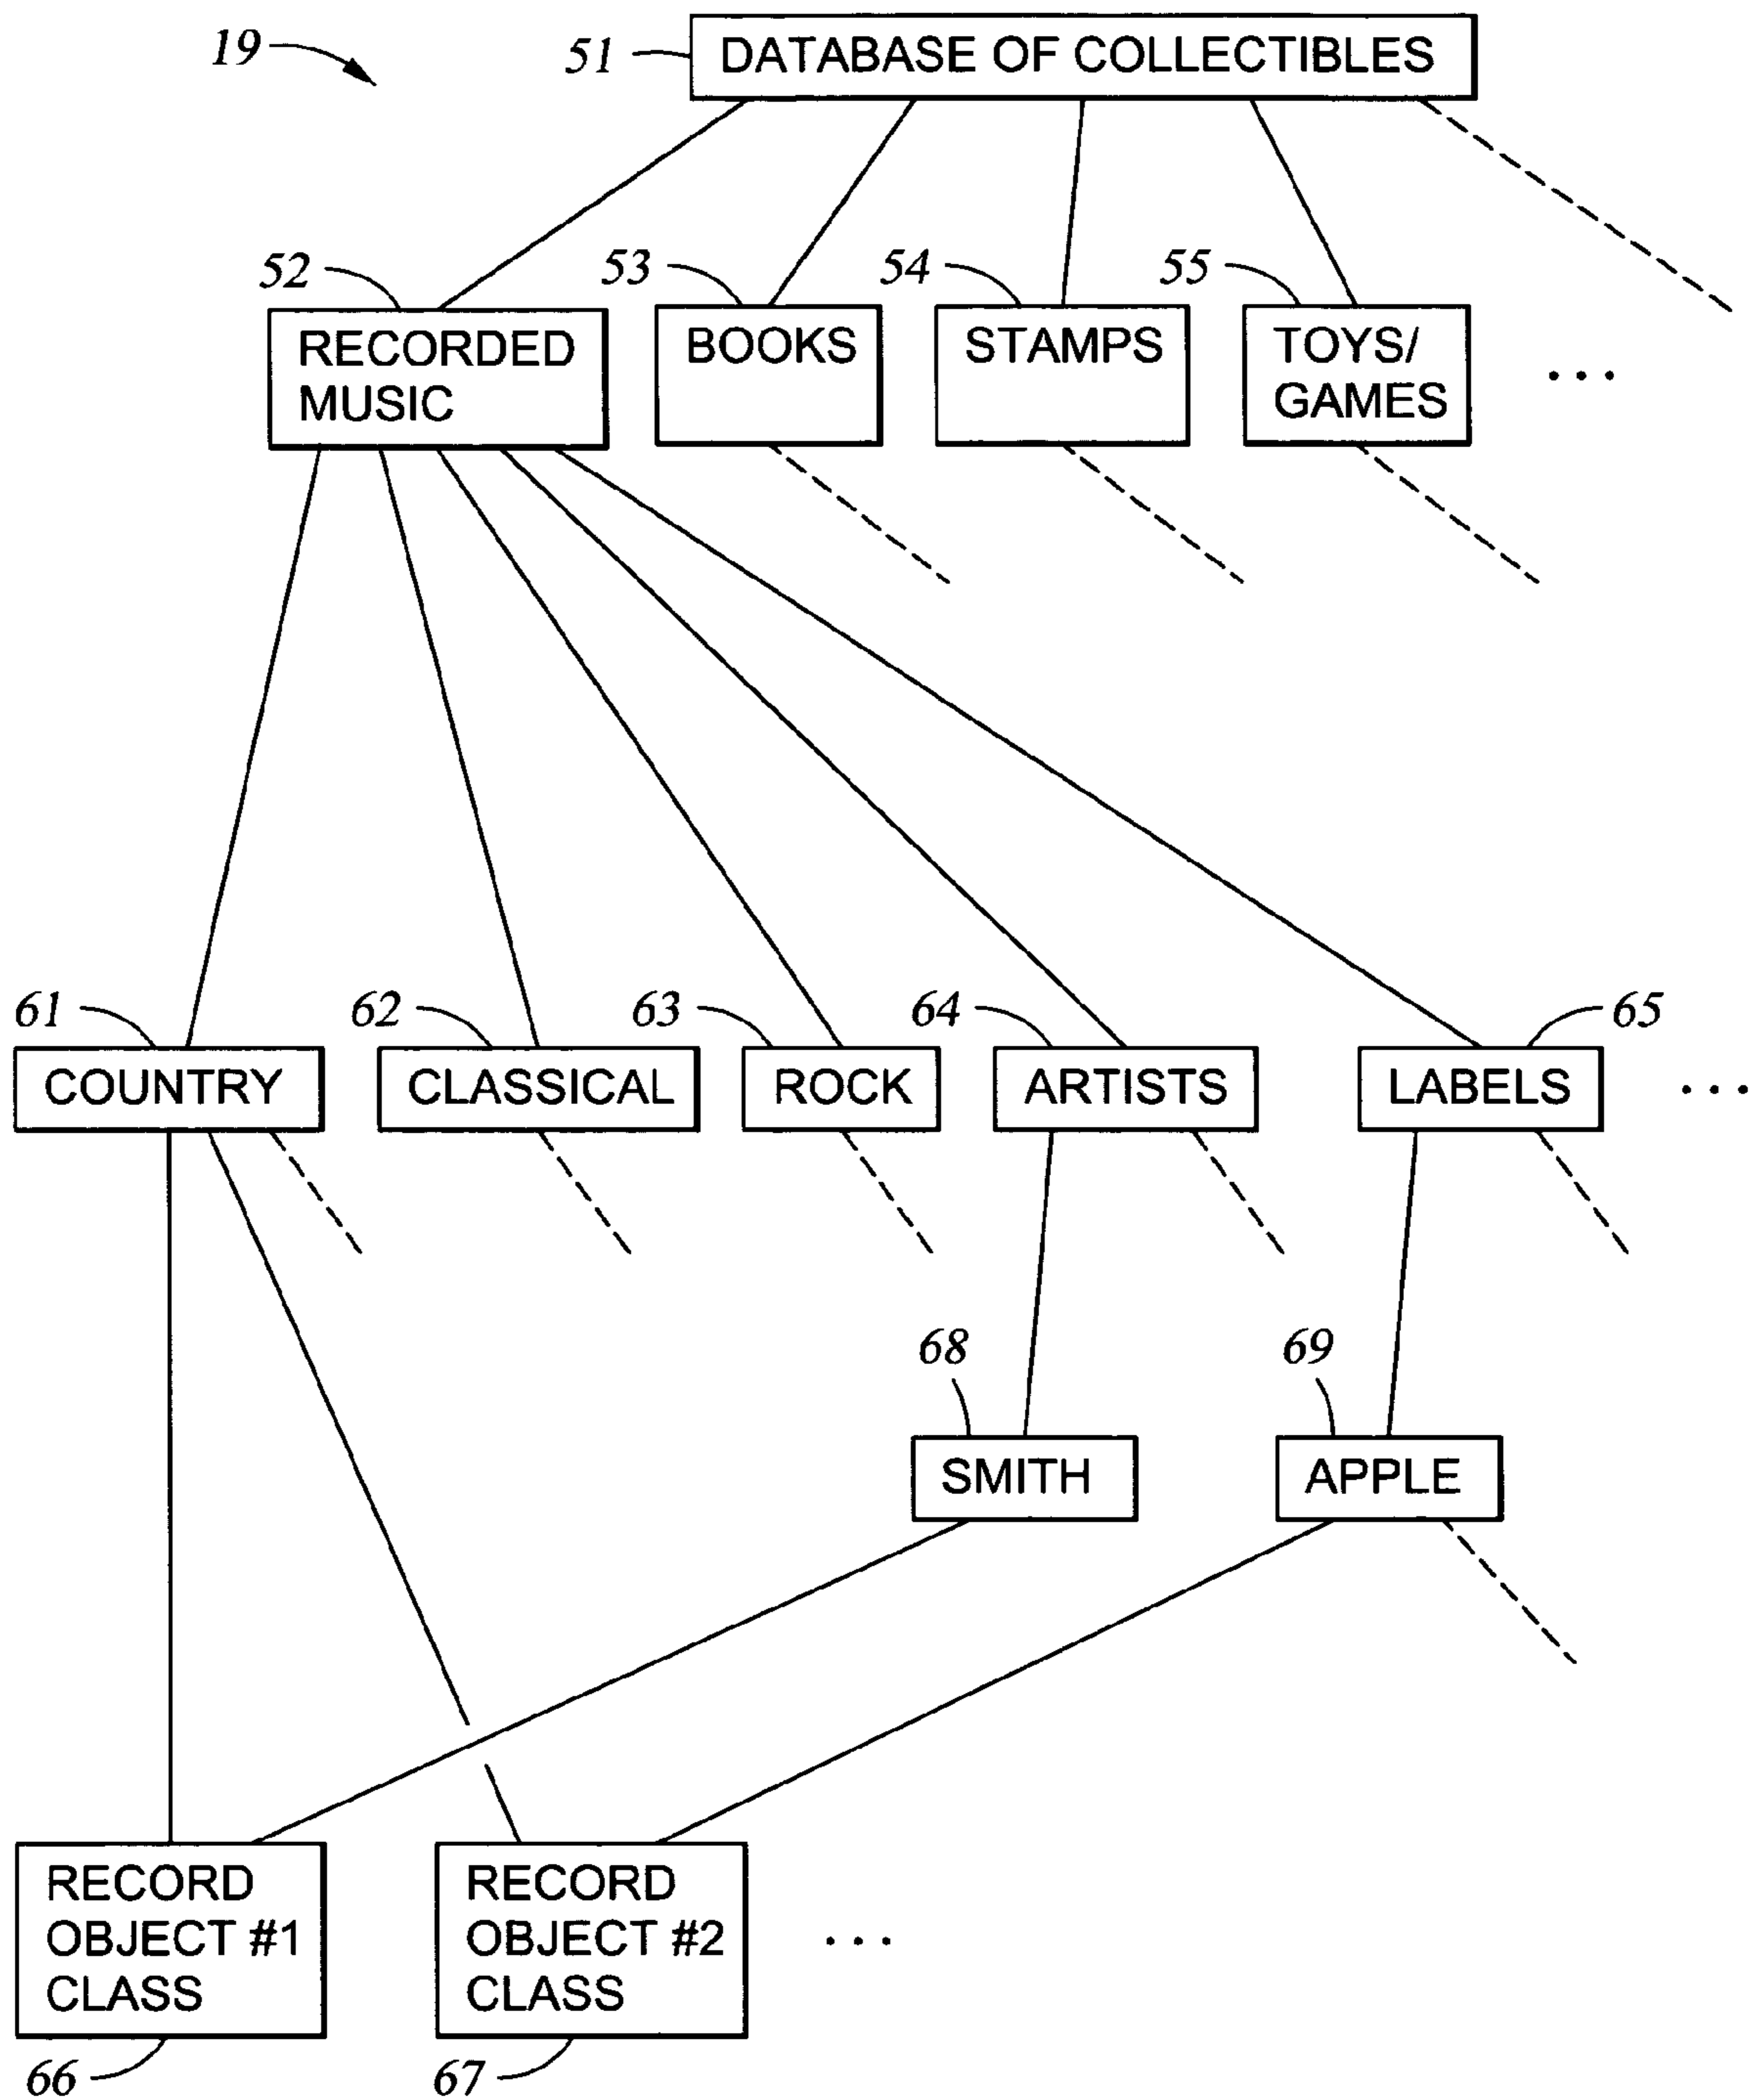 19
51
DATABASE OF COLLECTIBLES
52
53
54
55
RECORDED
MUSIC
BOOKS
STAMPS
TOYS/
GAMES
...
61
62
63
64
65
COUNTRY
CLASSICAL
ROCK
ARTISTS
LABELS
...
68
69
SMITH
APPLE
RECORD
OBJECT #1
CLASS
RECORD
OBJECT #2
CLASS
...
66
67